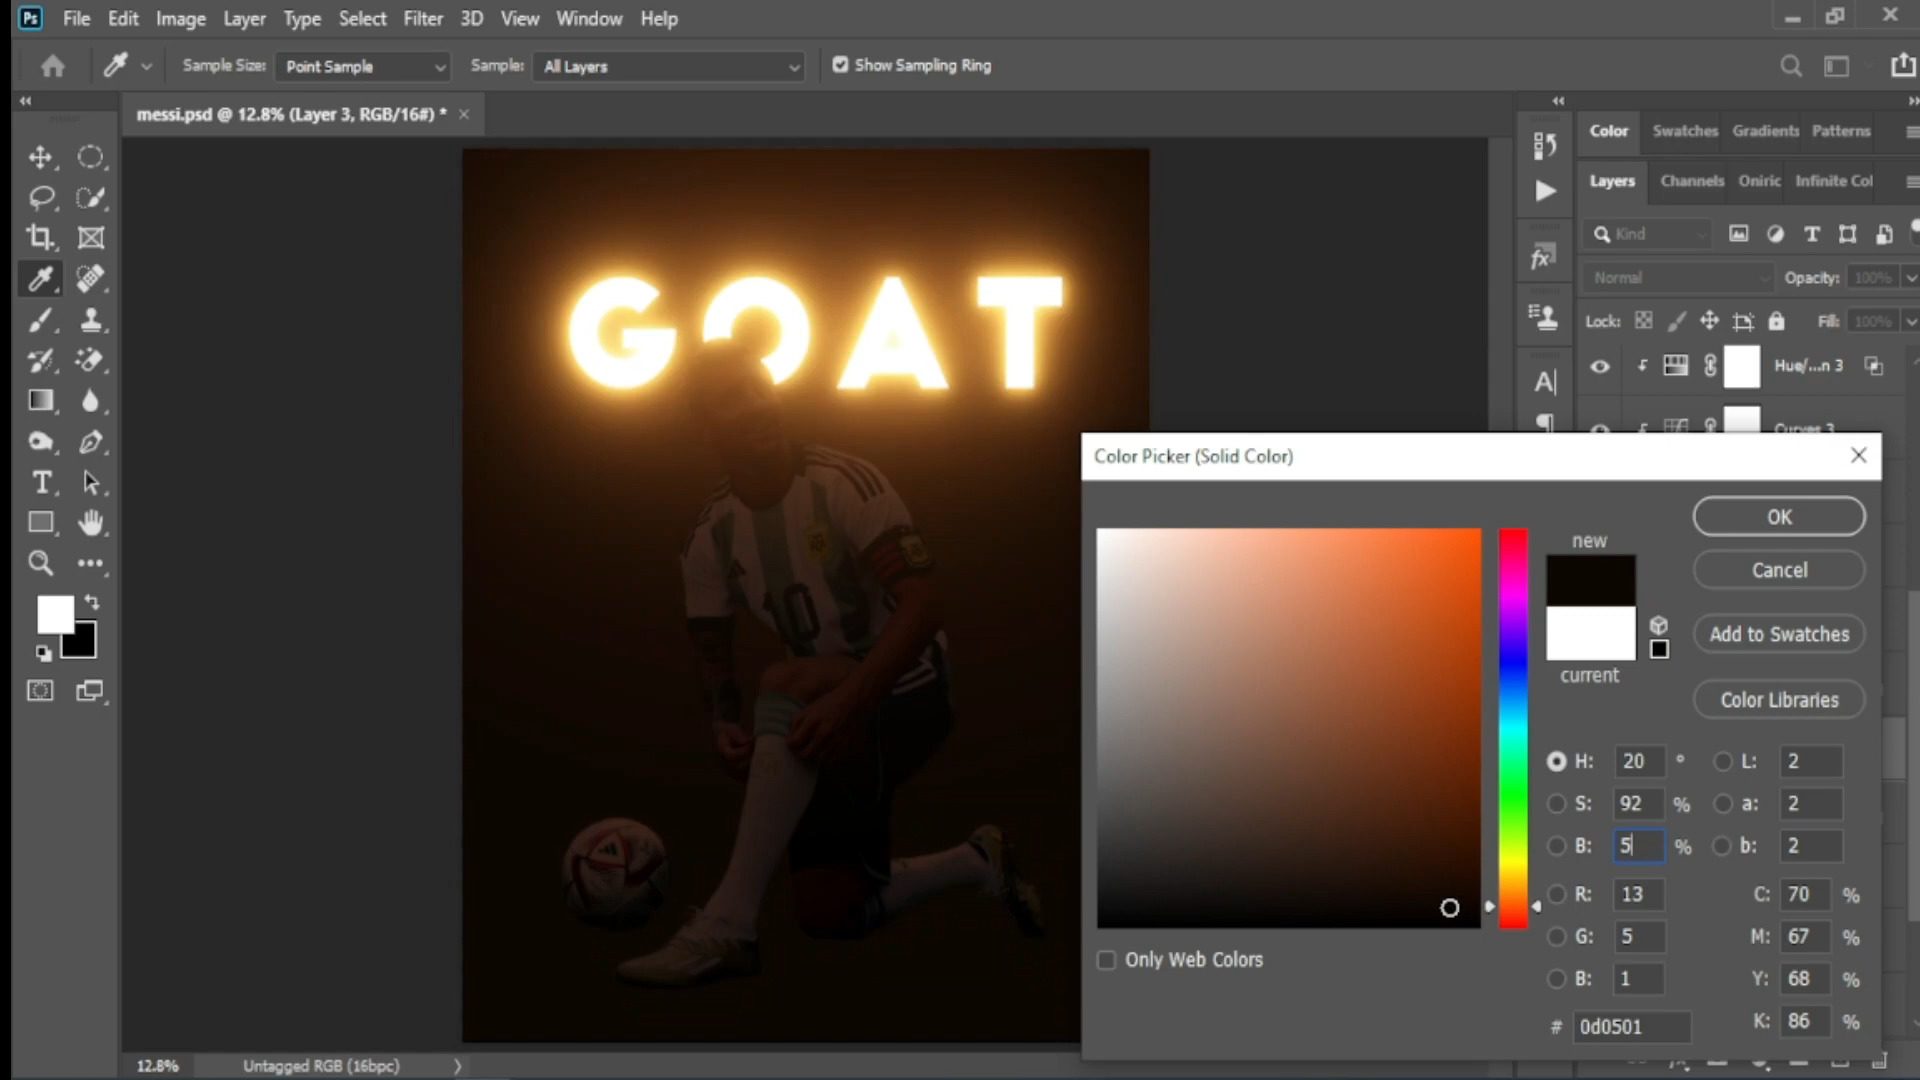 Ps File Edit Image Layer Type Select Filter 3D View Window Help
Sample Size: Point Sample Sample: All Layers Show Sampling Ring
messi.psd @ 12.8% (Layer 3, RGB/16#) *
Color Swatches Gradients Patterns
Layers Channels Oniric Infinite Col
Kind
Normal Opacity: 100%
Lock: Fill: 100%
Hue/...n 3
Curves 3
GOAT
10
Color Picker (Solid Color)
OK
new
Cancel
Add to Swatches
current
Color Libraries
H: 20 ° L: 2
S: 92 % a: 2
B: 5 % b: 2
R: 13 C: 70 %
G: 5 M: 67 %
B: 1 Y: 68 %
# 0d0501 K: 86 %
Only Web Colors
12.8% Untagged RGB (16bpc)